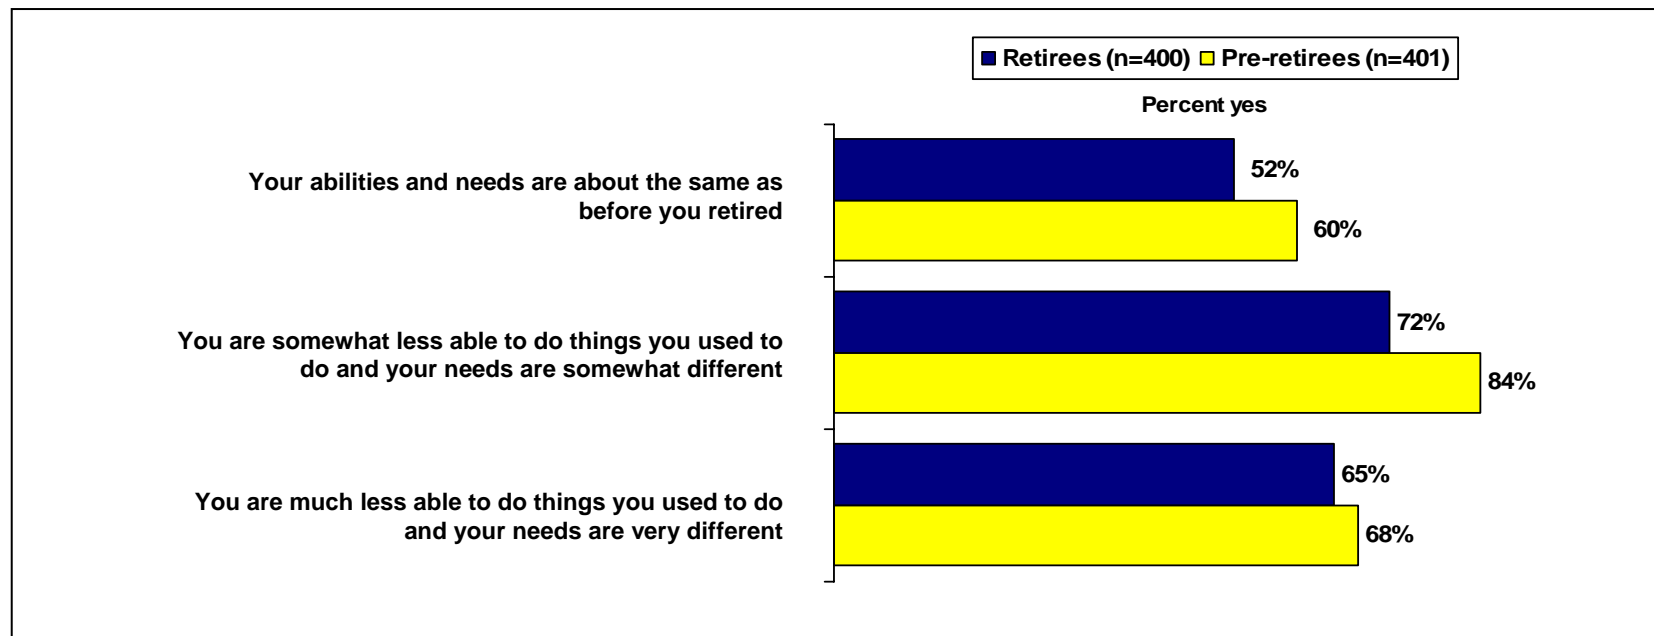 Retirees (n=400) Pre-retirees (n=401)
Percent yes
Your abilities and needs are about the same as
before you retired
52%
60%
You are somewhat less able to do things you used to
do and your needs are somewhat different
72%
84%
You are much less able to do things you used to do
and your needs are very different
65%
68%